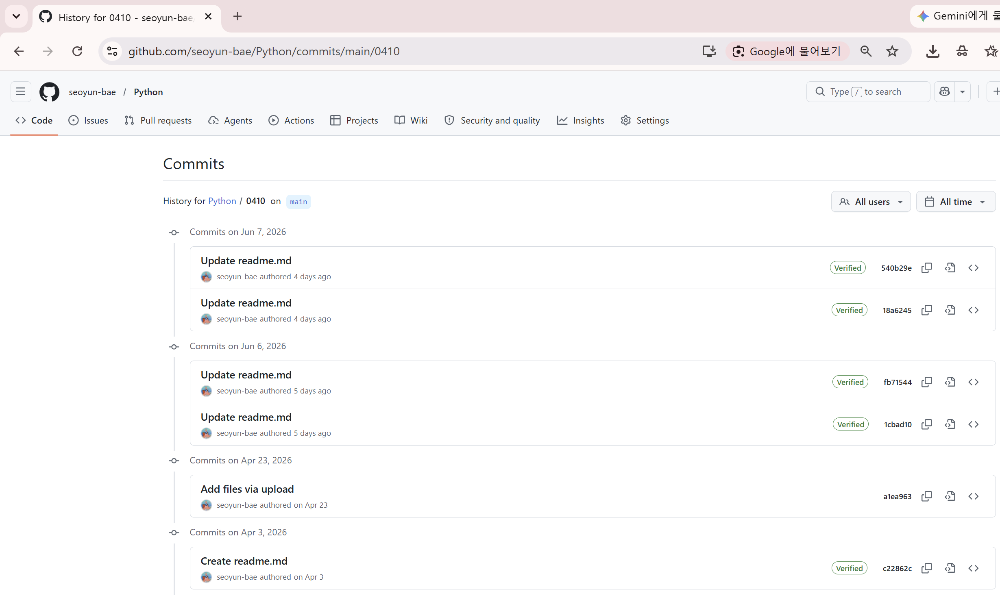 History for 0410 - seoyun-bae/
Gemini에게
github.com/seoyun-bae/Python/commits/main/0410
Google에 물어보기
seoyun-bae / Python
Type / to search
Code
Issues
Pull requests
Agents
Actions
Projects
Wiki
Security and quality
Insights
Settings
Commits
History for Python / 0410 on main
All users
All time
Commits on Jun 7, 2026
Update readme.md
Verified
540b29e
seoyun-bae authored 4 days ago
Update readme.md
Verified
18a6245
seoyun-bae authored 4 days ago
Commits on Jun 6, 2026
Update readme.md
Verified
fb71544
seoyun-bae authored 5 days ago
Update readme.md
Verified
1cbad10
seoyun-bae authored 5 days ago
Commits on Apr 23, 2026
Add files via upload
a1ea963
seoyun-bae authored on Apr 23
Commits on Apr 3, 2026
Create readme.md
Verified
c22862c
seoyun-bae authored on Apr 3